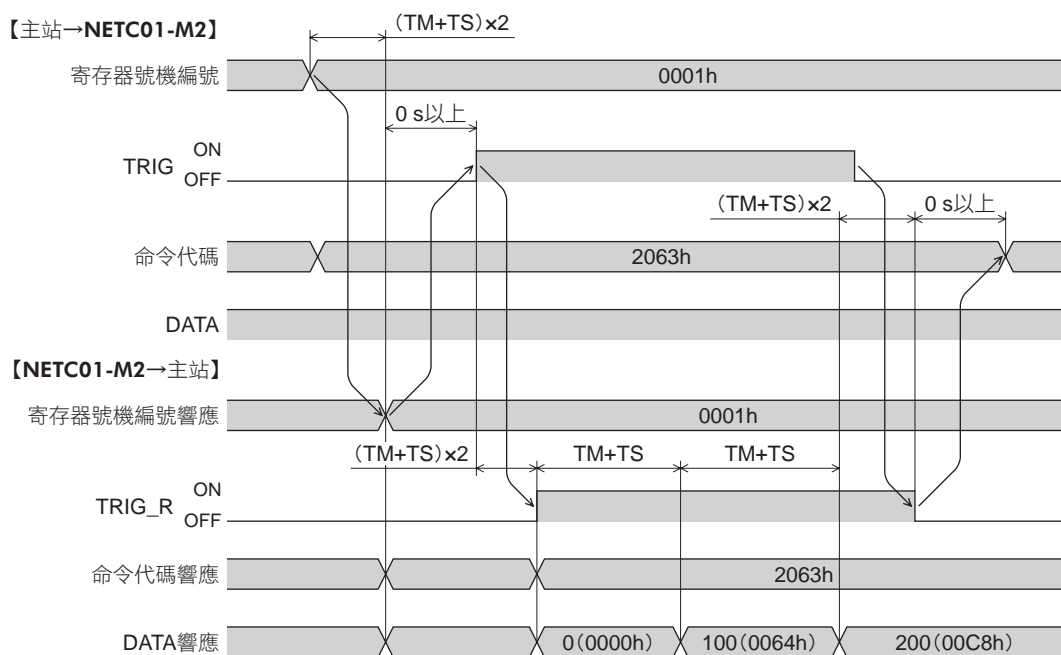 【主站→NETC01-M2】
(TM+TS)×2
寄存器號機編號
0001h
0 s以上
TRIG
ON
OFF
(TM+TS)×2
0 s以上
命令代碼
2063h
DATA
【NETC01-M2→主站】
寄存器號機編號響應
0001h
(TM+TS)×2
TM+TS
TM+TS
TRIG_R
ON
OFF
命令代碼響應
2063h
DATA響應
0(0000h)
100(0064h)
200(00C8h)